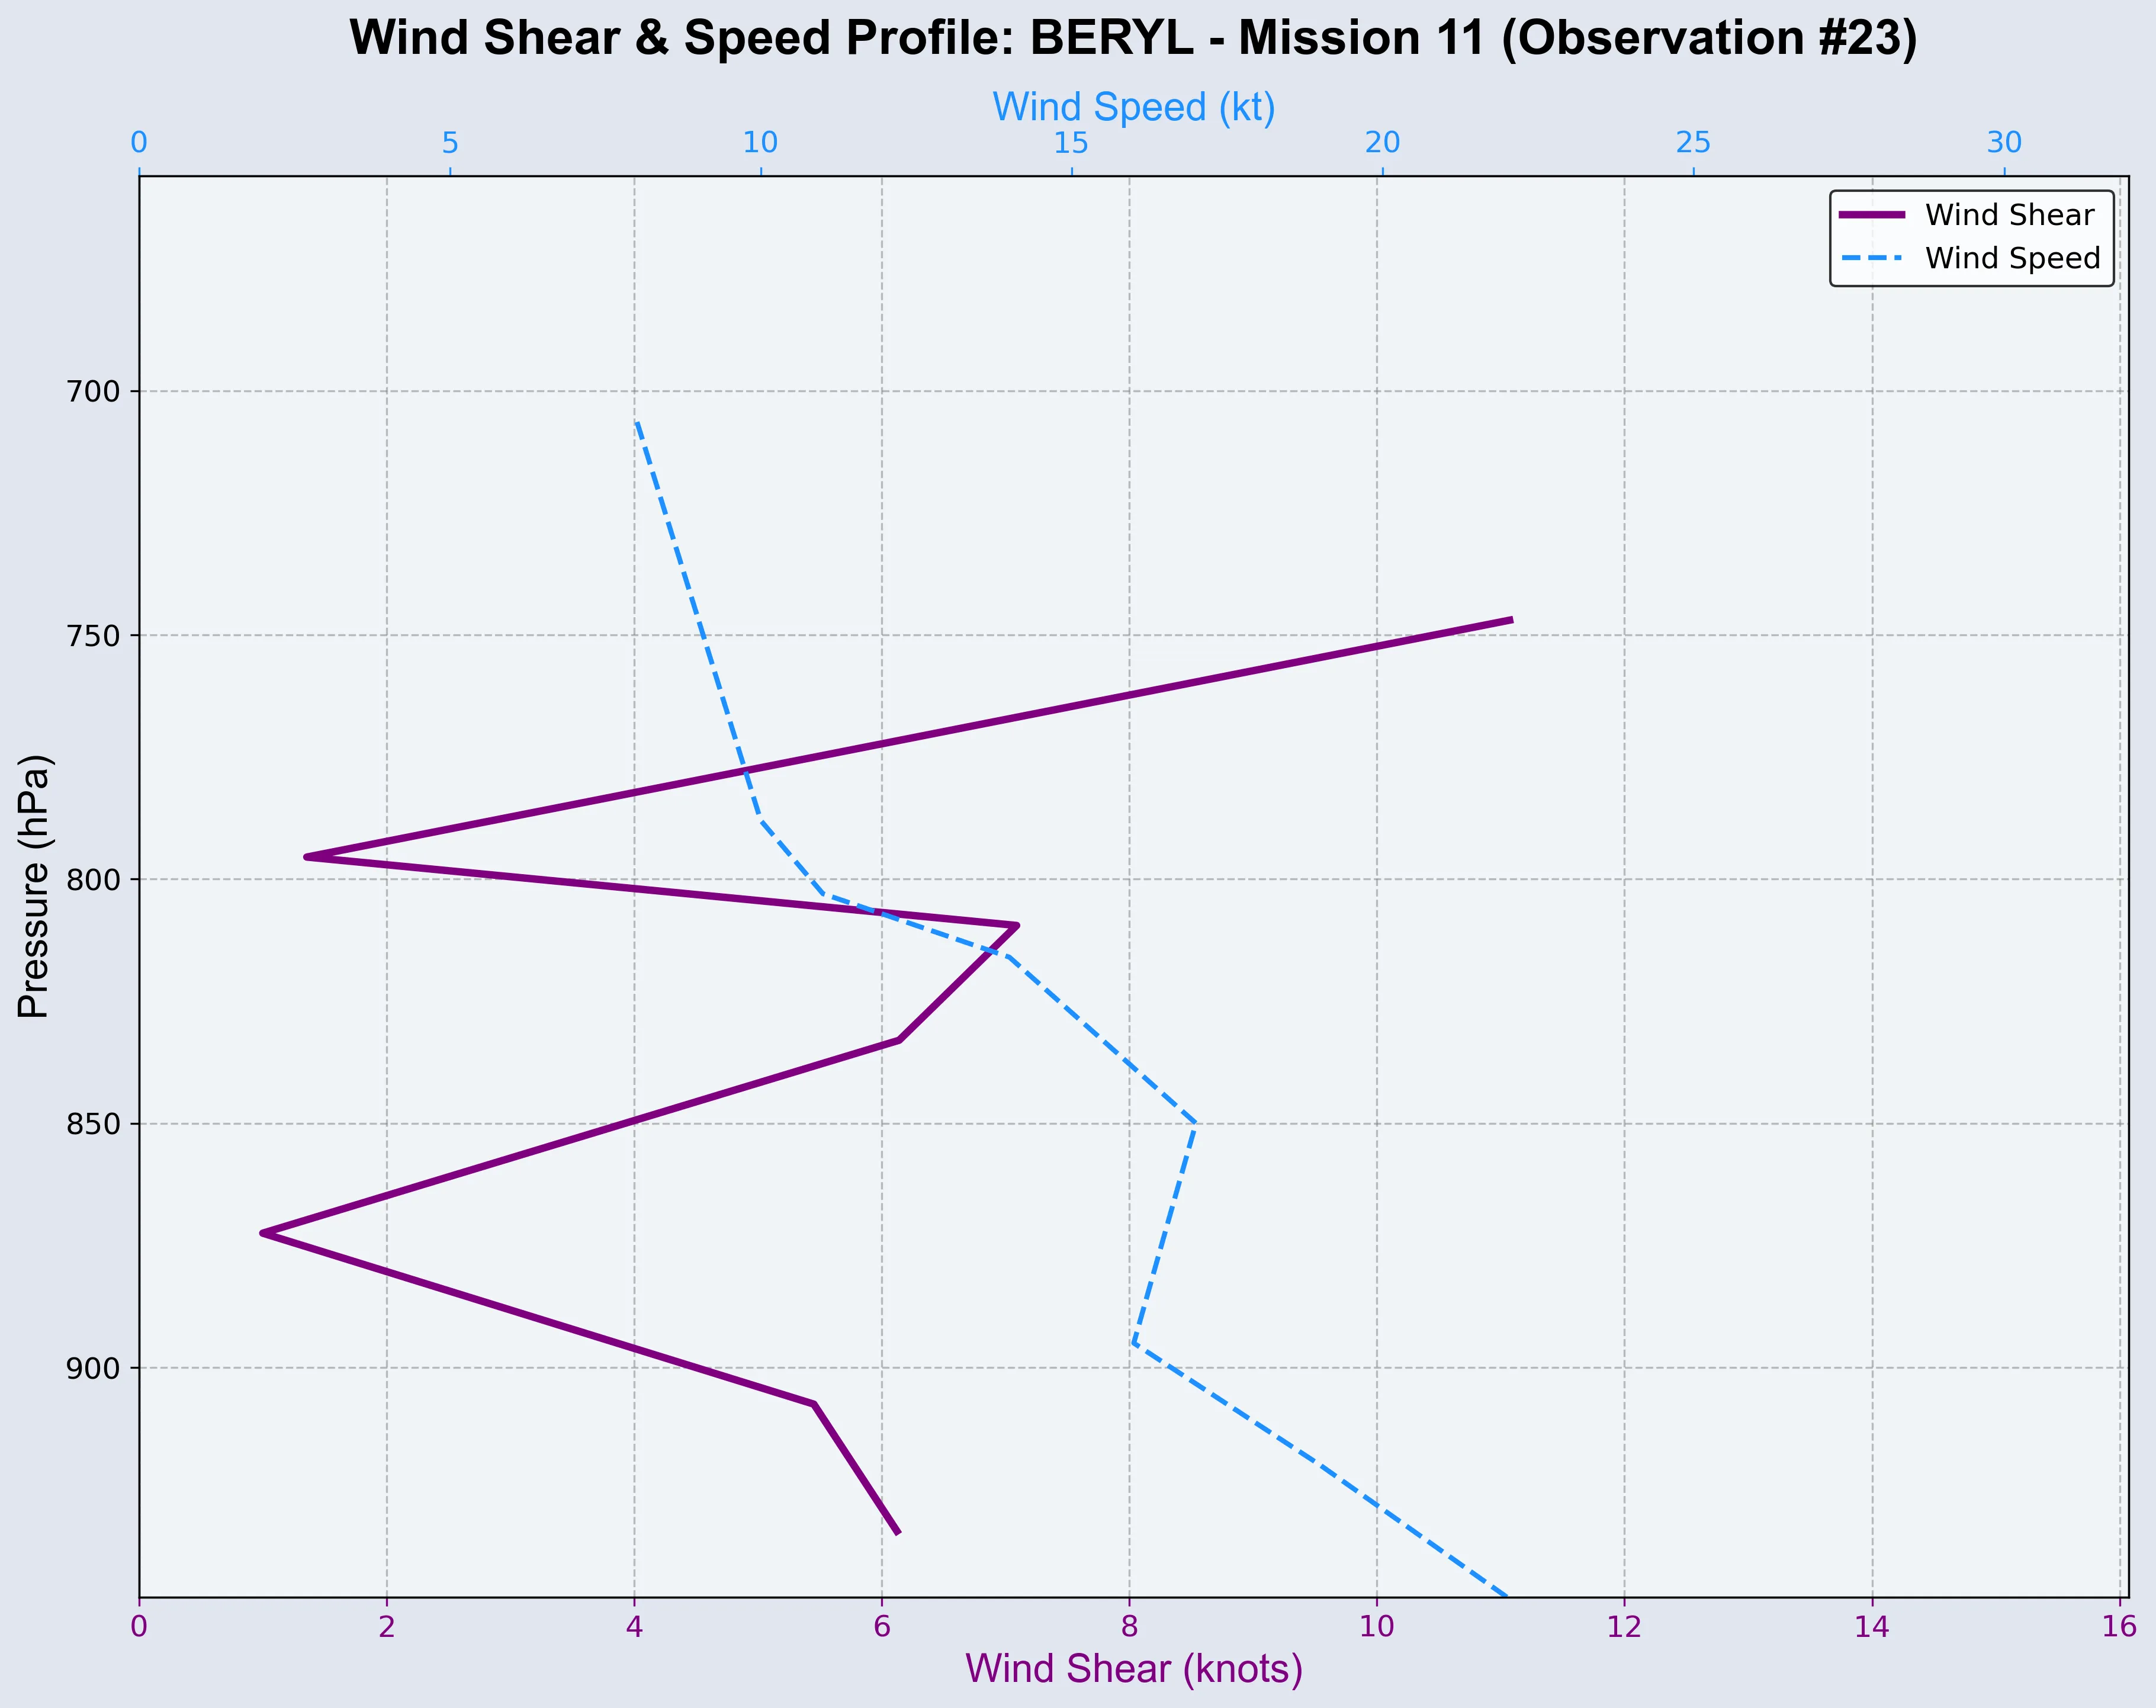 Wind Shear & Speed Profile: BERYL - Mission 11 (Observation #23)
Wind Speed (kt)
0 5 10 15 20 25 30
Wind Shear
Wind Speed
700
750
800
850
900
Pressure (hPa)
0 2 4 6 8 10 12 14 16
Wind Shear (knots)